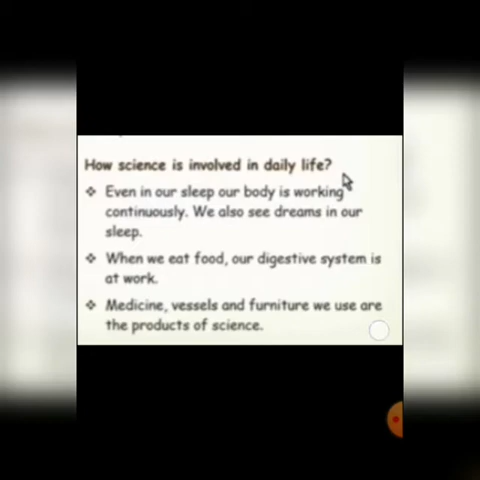 How science is involved in daily life?
❖ Even in our sleep our body is working
continuously. We also see dreams in our
sleep.
❖ When we eat food, our digestive system is
at work.
❖ Medicine, vessels and furniture we use are
the products of science.